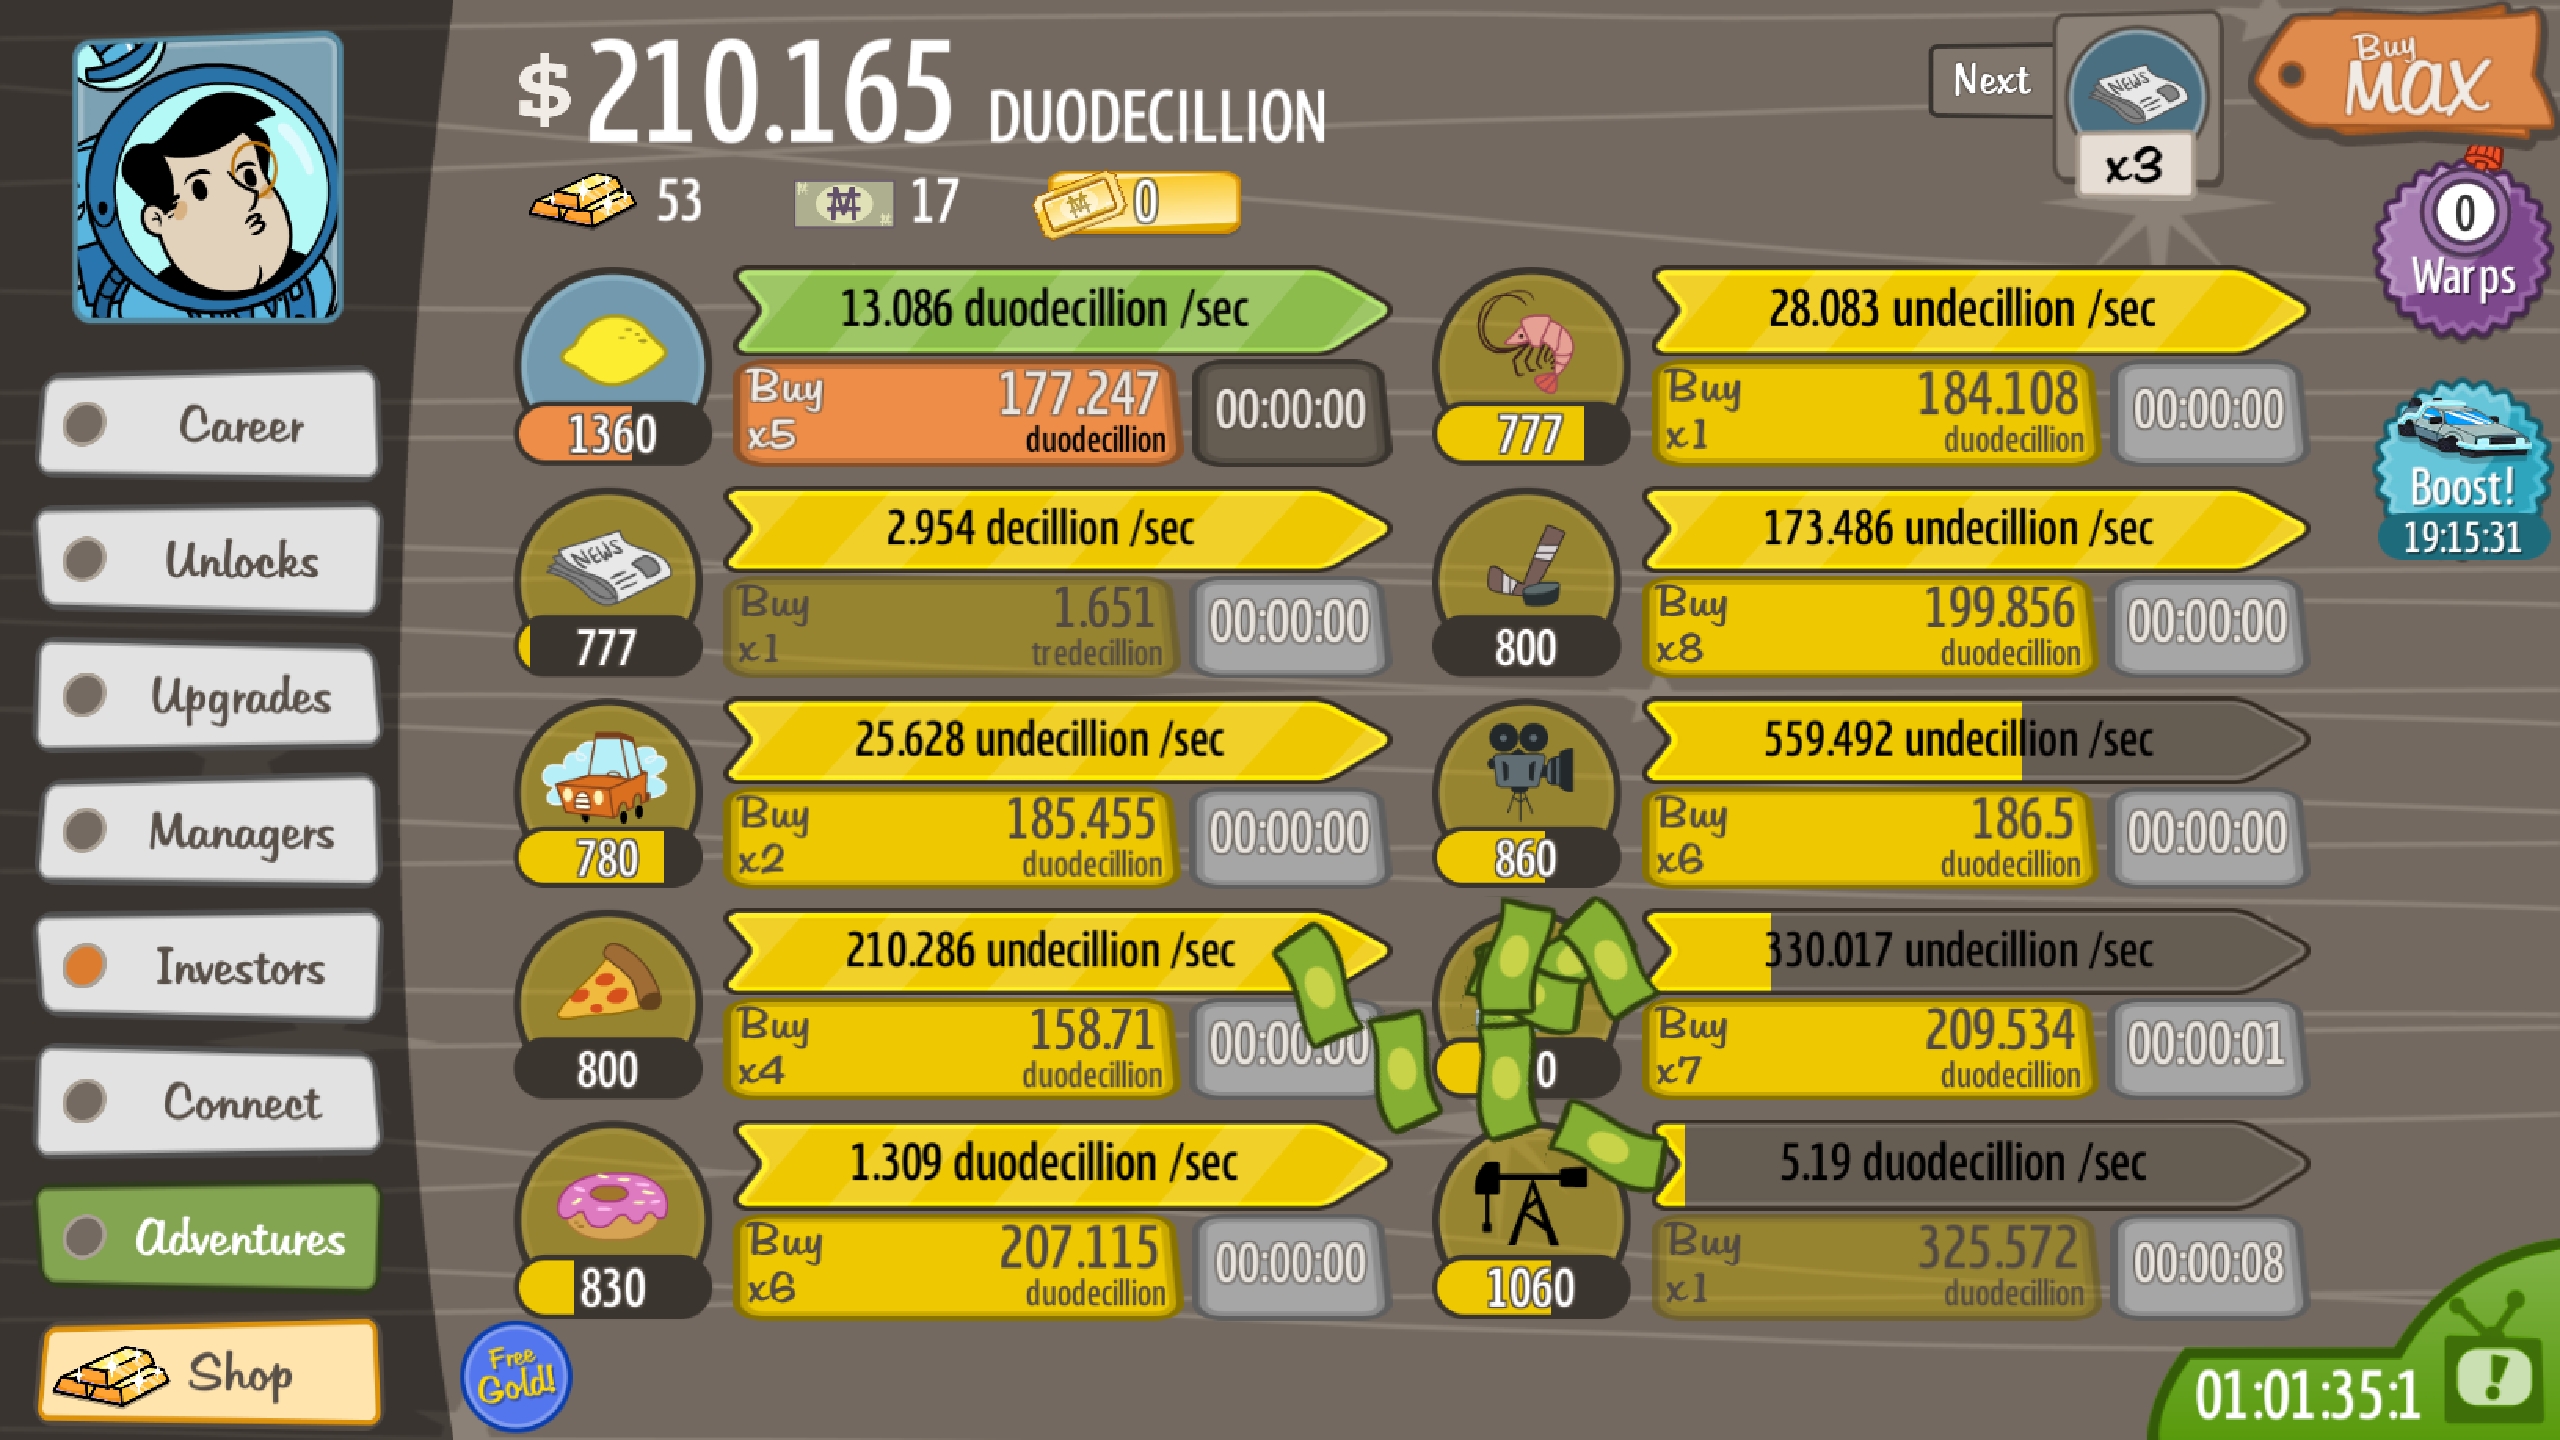 $210.165 DUODECILLION
53 17 0
Next
x3
Buy
MAX
0
Warps
Boost!
19:15:31
Career
Unlocks
Upgrades
Managers
Investors
Connect
Adventures
Shop
13.086 duodecillion /sec
1360
Buy
x5
177.247
duodecillion
00:00:00
NEWS
2.954 decillion /sec
777
Buy
x1
1.651
tredecillion
00:00:00
25.628 undecillion /sec
780
Buy
x2
185.455
duodecillion
00:00:00
210.286 undecillion /sec
800
Buy
x4
158.71
duodecillion
00:00:00
1.309 duodecillion /sec
830
Buy
x6
207.115
duodecillion
00:00:00
28.083 undecillion /sec
777
Buy
x1
184.108
duodecillion
00:00:00
173.486 undecillion /sec
800
Buy
x8
199.856
duodecillion
00:00:00
559.492 undecillion /sec
860
Buy
x6
186.5
duodecillion
00:00:00
330.017 undecillion /sec
0
Buy
x7
209.534
duodecillion
00:00:01
5.19 duodecillion /sec
1060
Buy
x1
325.572
duodecillion
00:00:08
Free
Gold!
01:01:35:1